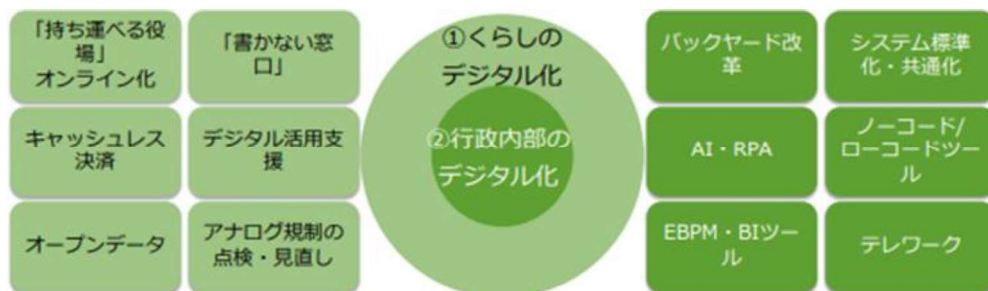 「持ち運べる役
場」
オンライン化
「書かない窓
口」
キャッシュレス
決済
デジタル活用支
援
オープンデータ
アナログ規制の
点検・見直し
①くらしの
デジタル化
②行政内部の
デジタル化
バックヤード改
革
システム標準
化・共通化
AI・RPA
ノーコード/
ローコードツー
ル
EBPM・BIツー
ル
テレワーク